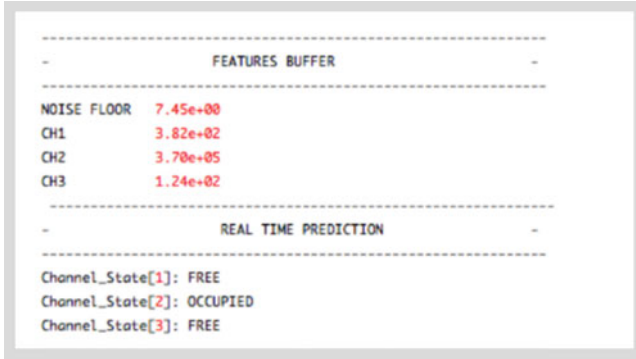 ---------------------------------------------------------------
- FEATURES BUFFER -
---------------------------------------------------------------
NOISE FLOOR 7.45e+00
CH1 3.82e+02
CH2 3.70e+05
CH3 1.24e+02
---------------------------------------------------------------
- REAL TIME PREDICTION -
---------------------------------------------------------------
Channel_State[1]: FREE
Channel_State[2]: OCCUPIED
Channel_State[3]: FREE